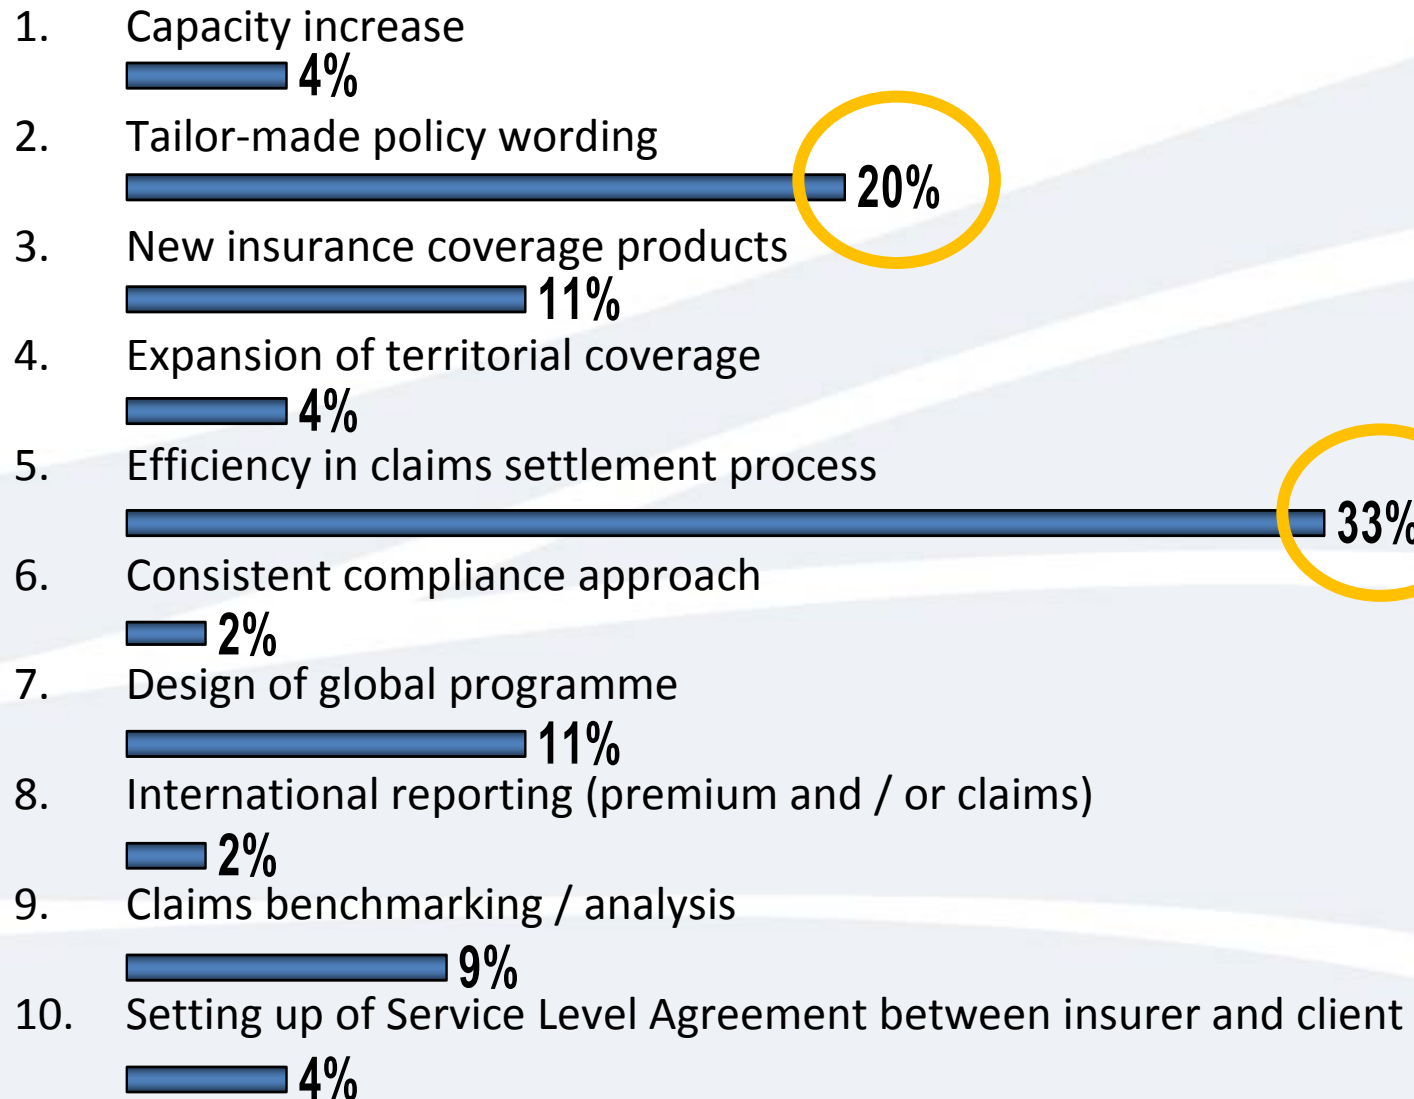 1. Capacity increase
4%
2. Tailor-made policy wording
20%
3. New insurance coverage products
11%
4. Expansion of territorial coverage
4%
5. Efficiency in claims settlement process
33%
6. Consistent compliance approach
2%
7. Design of global programme
11%
8. International reporting (premium and / or claims)
2%
9. Claims benchmarking / analysis
9%
10. Setting up of Service Level Agreement between insurer and client
4%